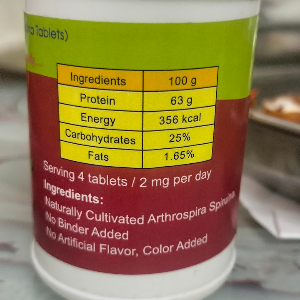 Tablets)
Ingredients 100 g
Protein 63 g
Energy 356 kcal
Carbohydrates 25%
Fats 1.65%
Serving 4 tablets / 2 mg per day
Ingredients:
Naturally Cultivated Arthrospira
No Binder Added
No Artificial Flavor, Color Added